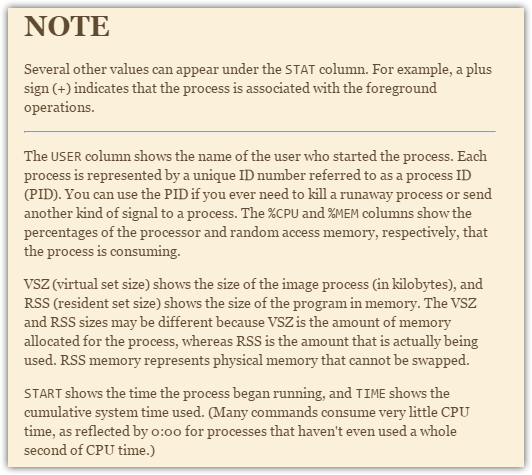 NOTE
Several other values can appear under the STAT column. For example, a plus
sign (+) indicates that the process is associated with the foreground
operations.
The USER column shows the name of the user who started the process. Each
process is represented by a unique ID number referred to as a process ID
(PID). You can use the PID if you ever need to kill a runaway process or send
another kind of signal to a process. The %CPU and %MEM columns show the
percentages of the processor and random access memory, respectively, that
the process is consuming.
VSZ (virtual set size) shows the size of the image process (in kilobytes), and
RSS (resident set size) shows the size of the program in memory. The VSZ
and RSS sizes may be different because VSZ is the amount of memory
allocated for the process, whereas RSS is the amount that is actually being
used. RSS memory represents physical memory that cannot be swapped.
START shows the time the process began running, and TIME shows the
cumulative system time used. (Many commands consume very little CPU
time, as reflected by 0:00 for processes that haven't even used a whole
second of CPU time.)